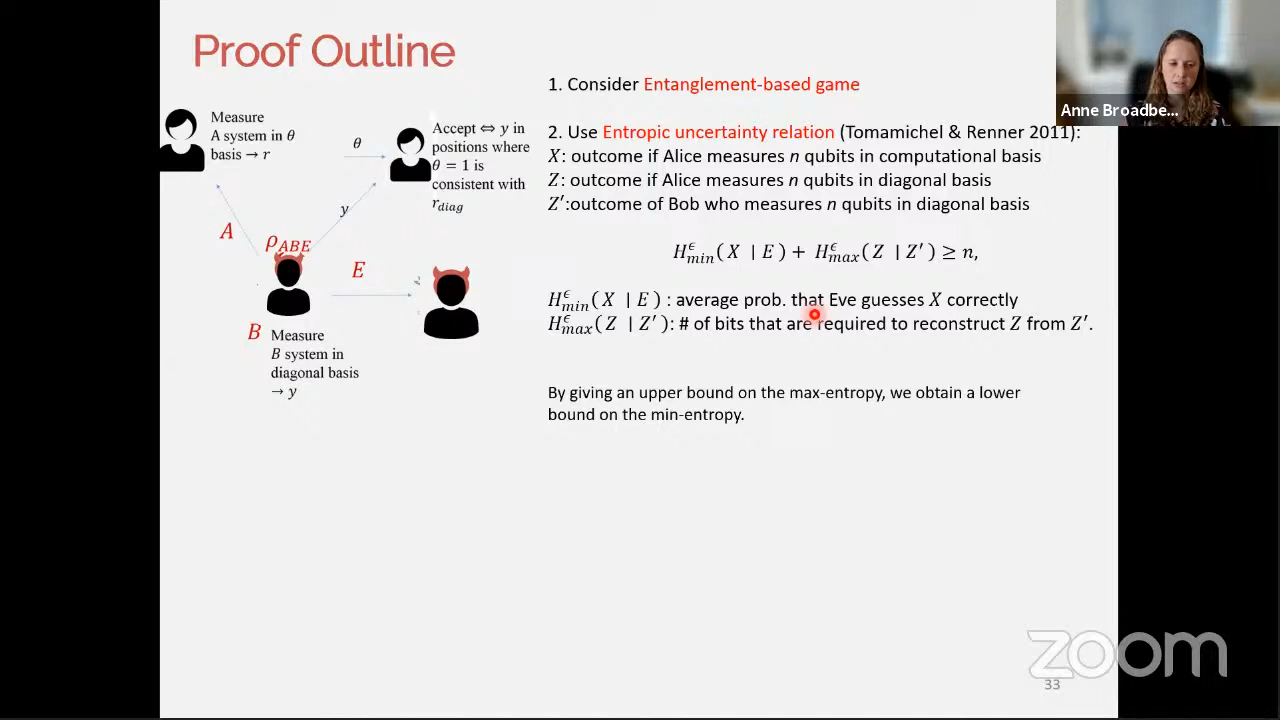 Proof Outline
Measure
A system in θ
basis → r
θ
Accept ⇔ y in
positions where
θ = 1 is
consistent with
r_diag
y
A
ρ_ABE
E
B
Measure
B system in
diagonal basis
→ y
1. Consider Entanglement-based game
2. Use Entropic uncertainty relation (Tomamichel & Renner 2011):
X: outcome if Alice measures n qubits in computational basis
Z: outcome if Alice measures n qubits in diagonal basis
Z′:outcome of Bob who measures n qubits in diagonal basis
H^ϵ_min(X | E) + H^ϵ_max(Z | Z′) ≥ n,
H^ϵ_min(X | E) : average prob. that Eve guesses X correctly
H^ϵ_max(Z | Z′): # of bits that are required to reconstruct Z from Z′.
By giving an upper bound on the max-entropy, we obtain a lower
bound on the min-entropy.
Anne Broadbe...
zoom
33